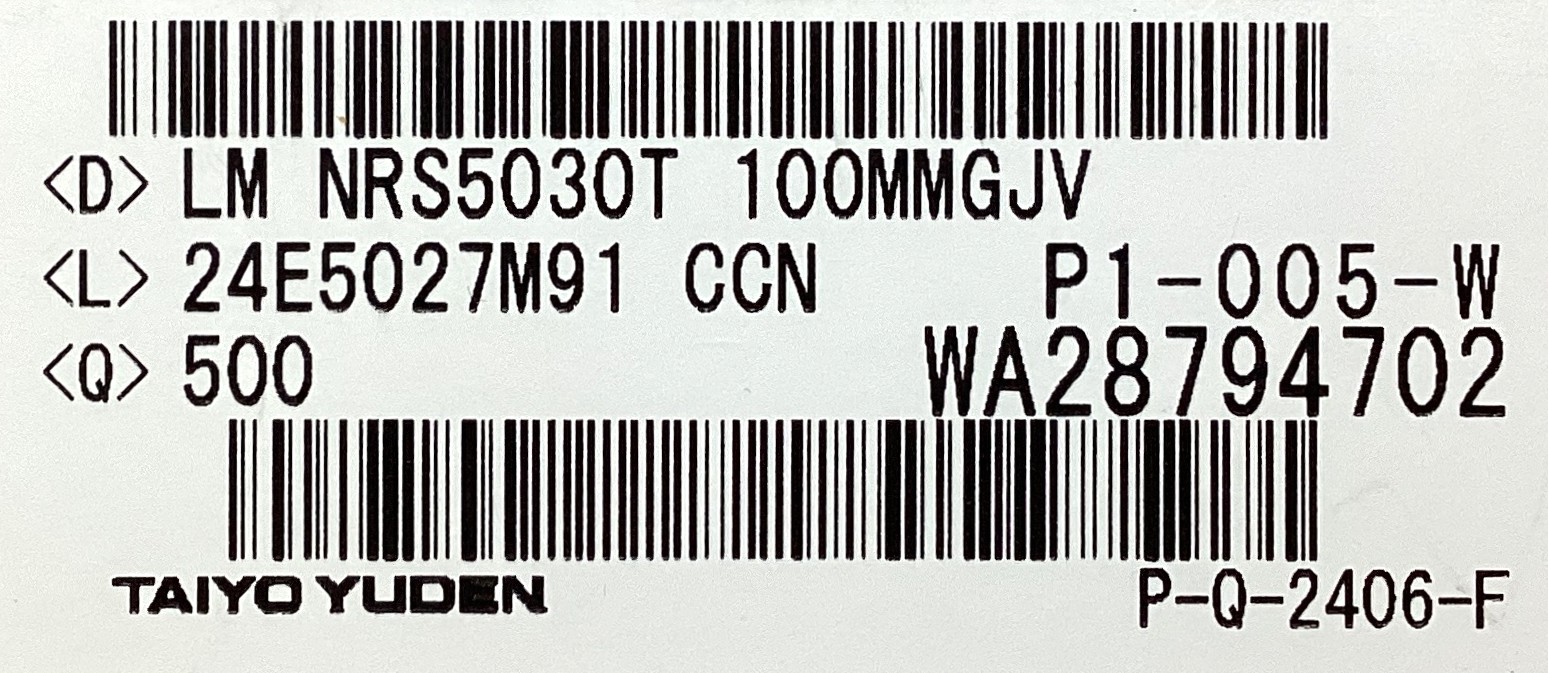 <D> LM NRS5030T 100MMGJV
<L> 24E5027M91 CCN P1-005-W
<Q> 500 WA28794702
TAIYO YUDEN P-Q-2406-F